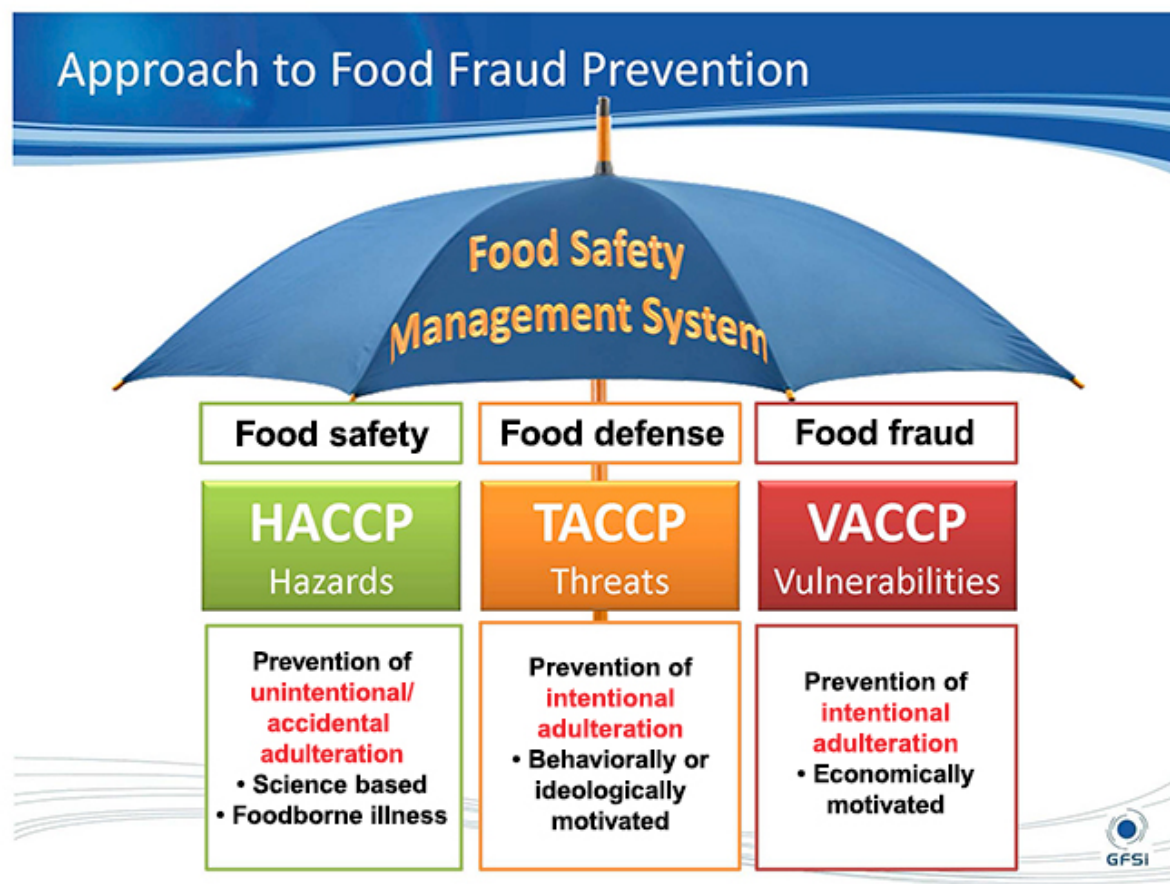 Approach to Food Fraud Prevention
Food Safety
Management System
Food safety
HACCP
Hazards
Prevention of
unintentional/
accidental
adulteration
• Science based
• Foodborne illness
Food defense
TACCP
Threats
Prevention of
intentional
adulteration
• Behaviorally or
ideologically
motivated
Food fraud
VACCP
Vulnerabilities
Prevention of
intentional
adulteration
• Economically
motivated
GFSi